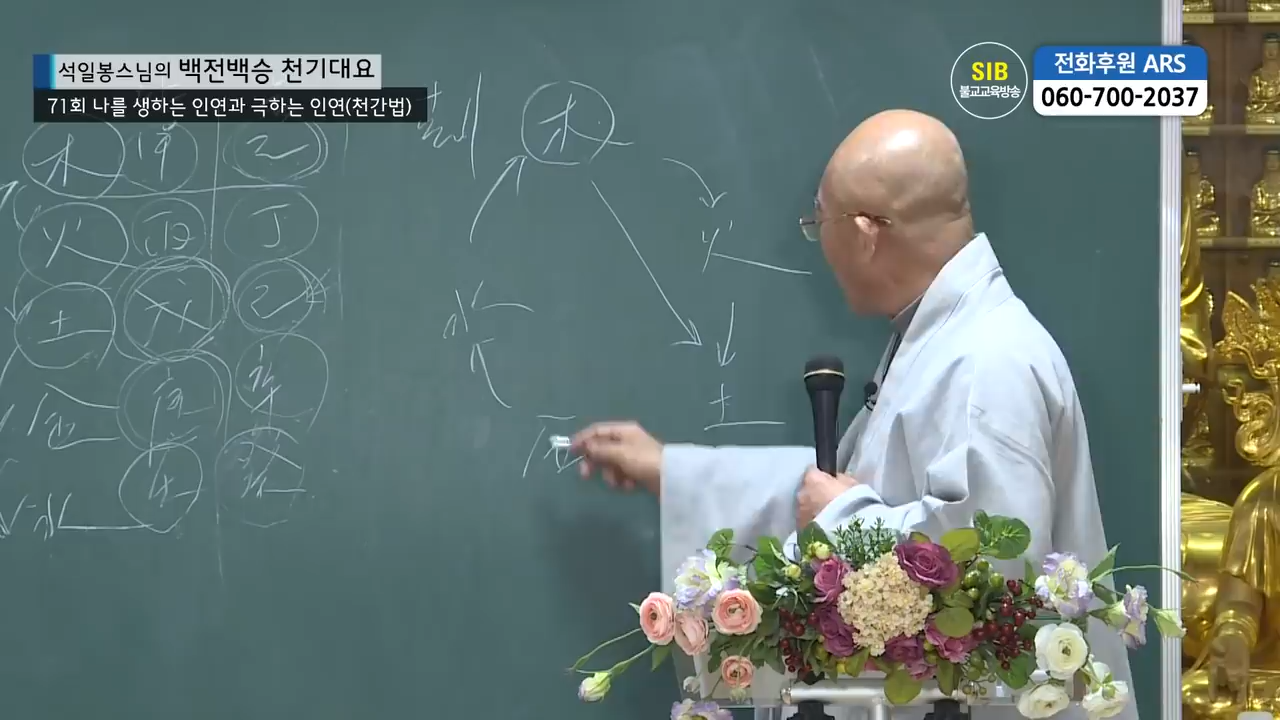 석일봉스님의 백전백승 천기대요
71회 나를 생하는 인연과 극하는 인연(천간법)
SIB
불교교육방송
전화후원 ARS
060-700-2037
木 甲 乙
火 丙 丁
土 戊 己
金 庚 辛
水 壬 癸
木
火
水
土
金